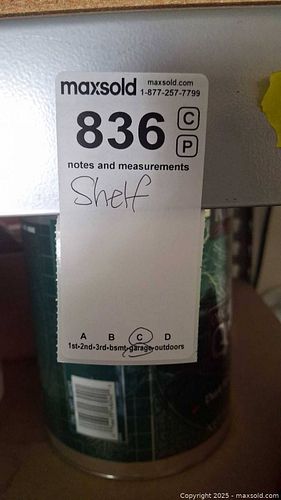 maxsold maxsold.com
1-877-257-7799
836 C
P
notes and measurements
Shelf
A B C D
1st-2nd-3rd-bsmt-garage-outdoors
Copyright © 2025 - maxsold.com